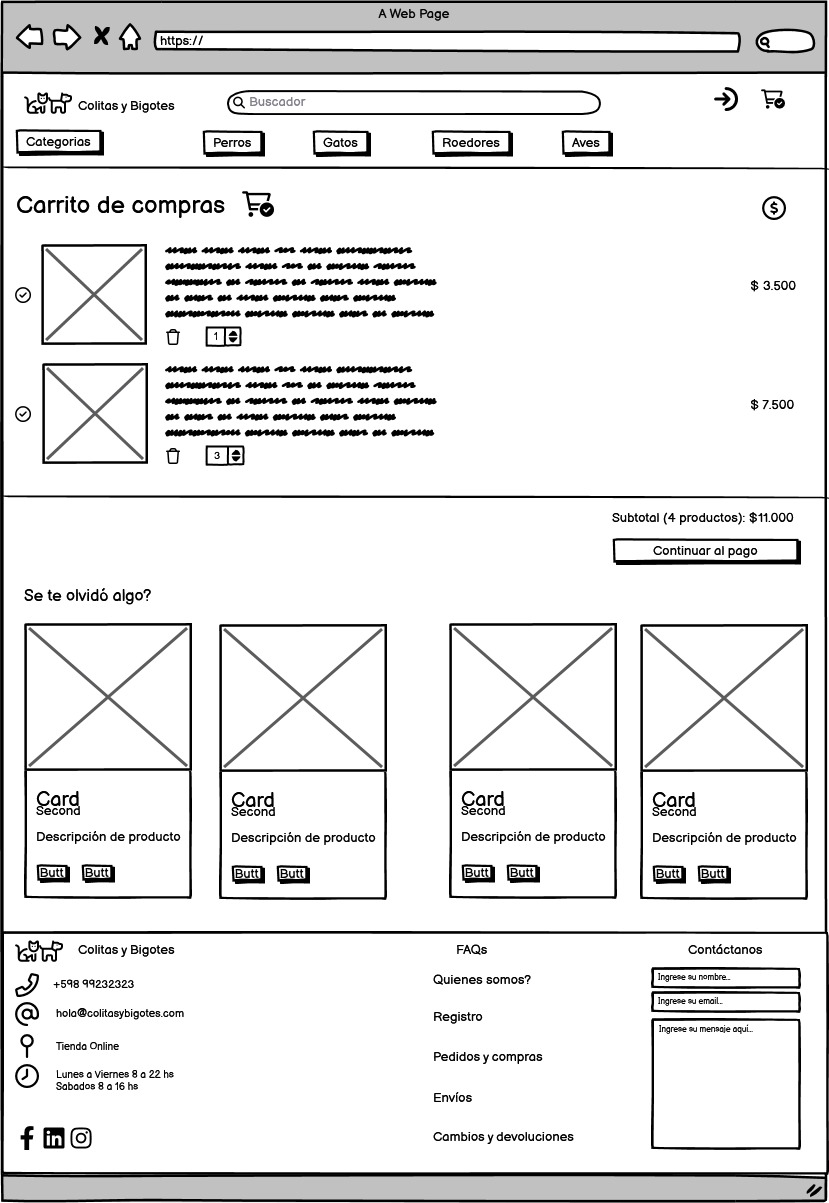 A Web Page
https://
Colitas y Bigotes
Buscador
Categorias
Perros
Gatos
Roedores
Aves
Carrito de compras
$
$ 3.500
1
$ 7.500
3
Subtotal (4 productos): $11.000
Continuar al pago
Se te olvidó algo?
Card
Second
Descripción de producto
Butt Butt
Card
Second
Descripción de producto
Butt Butt
Card
Second
Descripción de producto
Butt Butt
Card
Second
Descripción de producto
Butt Butt
Colitas y Bigotes
+598 99232323
hola@colitasybigotes.com
Tienda Online
Lunes a Viernes 8 a 22 hs
Sabados 8 a 16 hs
FAQs
Quienes somos?
Registro
Pedidos y compras
Envíos
Cambios y devoluciones
Contáctanos
Ingrese su nombre...
Ingrese su email...
Ingrese su mensaje aquí...